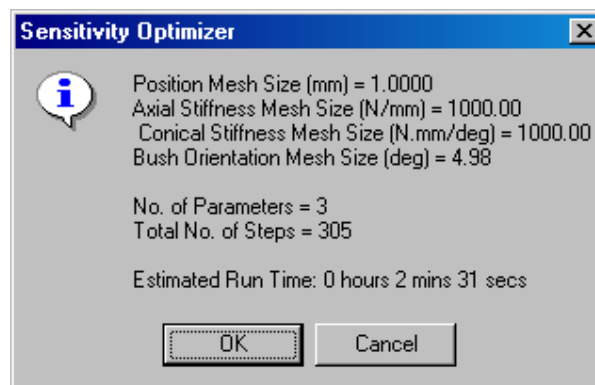 Sensitivity Optimizer
Position Mesh Size (mm) = 1.0000
Axial Stiffness Mesh Size (N/mm) = 1000.00
Conical Stiffness Mesh Size (N.mm/deg) = 1000.00
Bush Orientation Mesh Size (deg) = 4.98
No. of Parameters = 3
Total No. of Steps = 305
Estimated Run Time: 0 hours 2 mins 31 secs
OK
Cancel